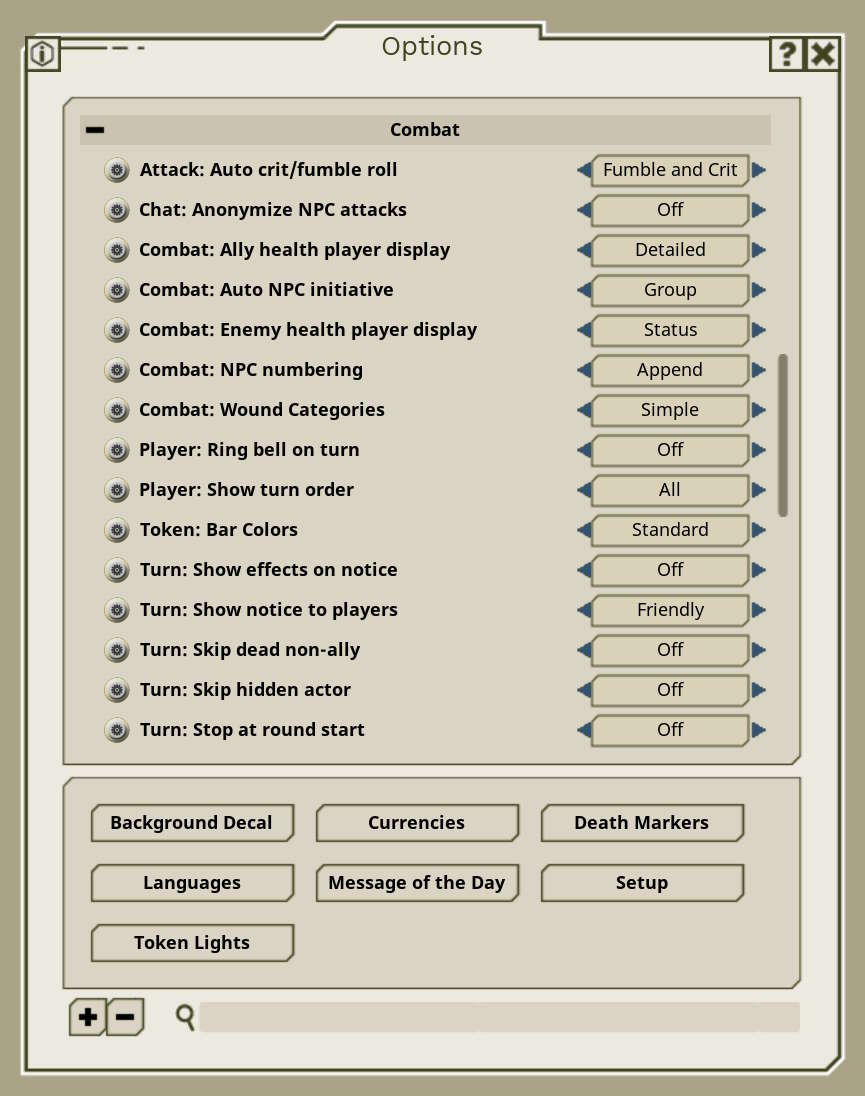 Options
Combat
Attack: Auto crit/fumble roll Fumble and Crit
Chat: Anonymize NPC attacks Off
Combat: Ally health player display Detailed
Combat: Auto NPC initiative Group
Combat: Enemy health player display Status
Combat: NPC numbering Append
Combat: Wound Categories Simple
Player: Ring bell on turn Off
Player: Show turn order All
Token: Bar Colors Standard
Turn: Show effects on notice Off
Turn: Show notice to players Friendly
Turn: Skip dead non-ally Off
Turn: Skip hidden actor Off
Turn: Stop at round start Off
Background Decal Currencies Death Markers
Languages Message of the Day Setup
Token Lights